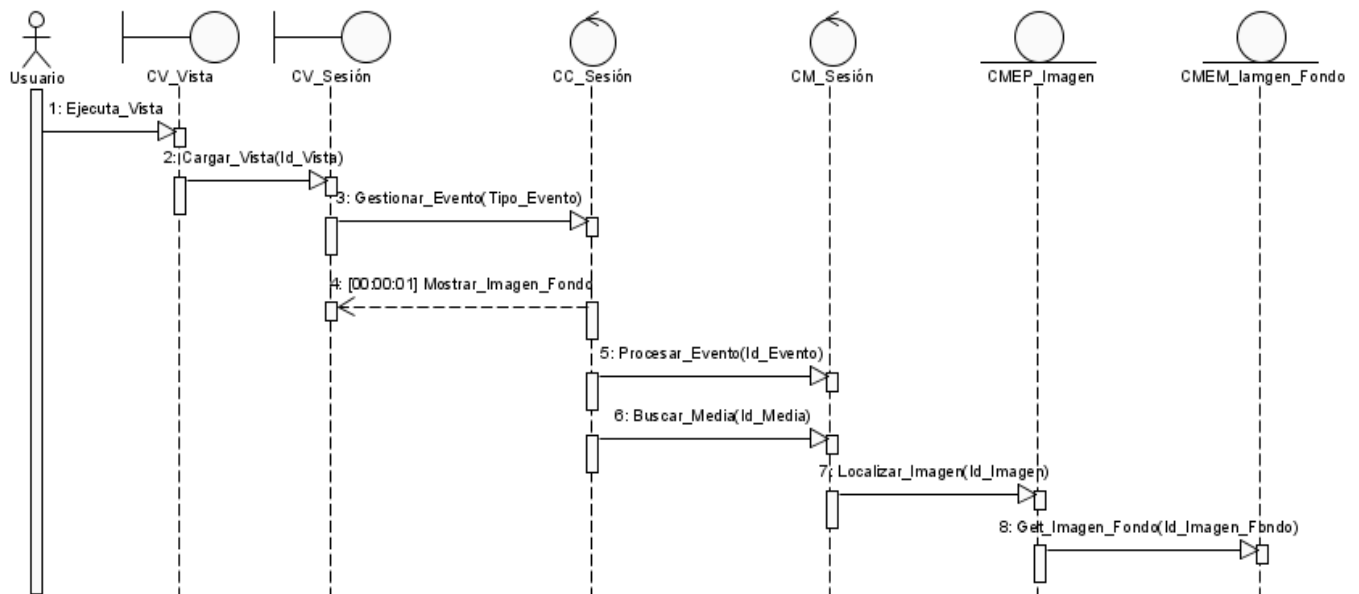 Usuario
CV_Vista
CV_Sesión
CC_Sesión
CM_Sesión
CMEP_Imagen
CMEM_Iamgen_Fondo
1: Ejecuta_Vista
2: Cargar_Vista(Id_Vista)
3: Gestionar_Evento(Tipo_Evento)
4: [00:00:01] Mostrar_Imagen_Fondo
5: Procesar_Evento(Id_Evento)
6: Buscar_Media(Id_Media)
7: Localizar_Imagen(Id_Imagen)
8: Gett_Imagen_Fondo(Id_Imagen_Fondo)